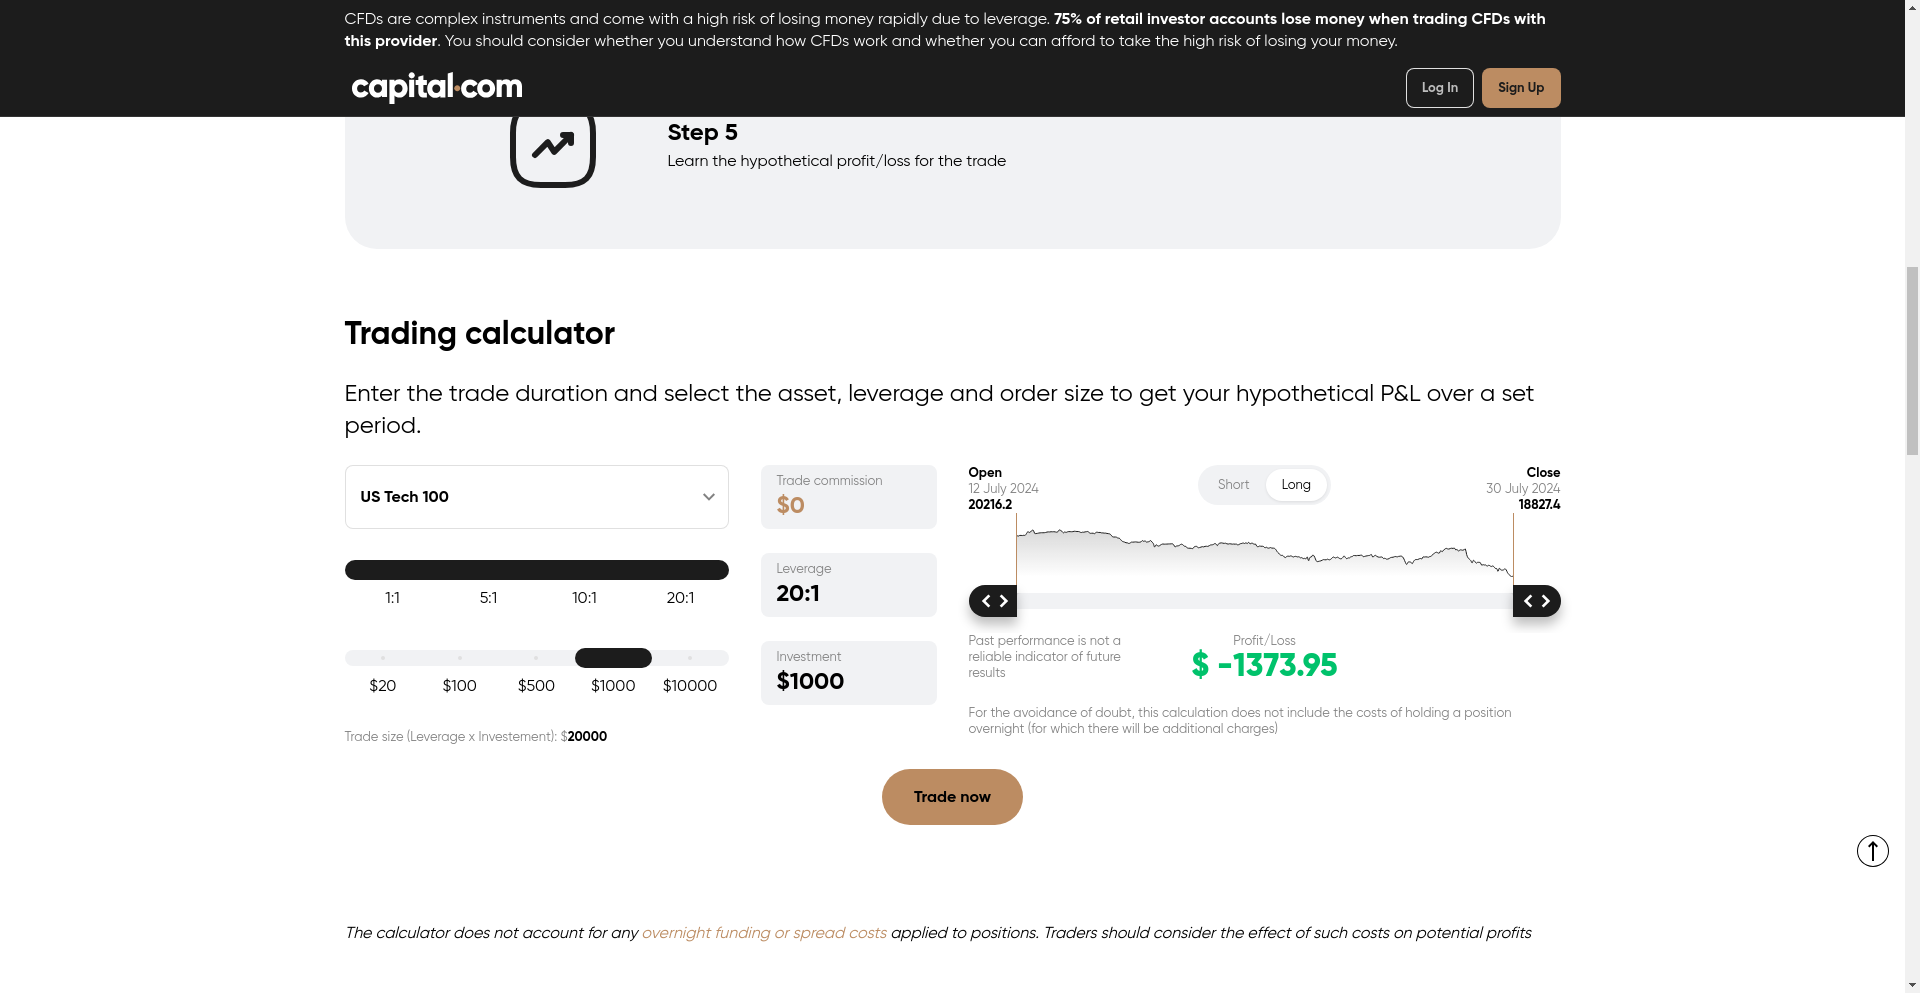 CFDs are complex instruments and come with a high risk of losing money rapidly due to leverage. 75% of retail investor accounts lose money when trading CFDs with
this provider. You should consider whether you understand how CFDs work and whether you can afford to take the high risk of losing your money.
capital.com
Log In
Sign Up
Step 5
Learn the hypothetical profit/loss for the trade
Trading calculator
Enter the trade duration and select the asset, leverage and order size to get your hypothetical P&L over a set
period.
US Tech 100
1:1
5:1
10:1
20:1
$20
$100
$500
$1000
$10000
Trade size (Leverage x Investement): $20000
Trade commission
$0
Leverage
20:1
Investment
$1000
Open
12 July 2024
20216.2
Short
Long
Close
30 July 2024
18827.4
Past performance is not a
reliable indicator of future
results
Profit/Loss
$ -1373.95
For the avoidance of doubt, this calculation does not include the costs of holding a position
overnight (for which there will be additional charges)
Trade now
The calculator does not account for any overnight funding or spread costs applied to positions. Traders should consider the effect of such costs on potential profits